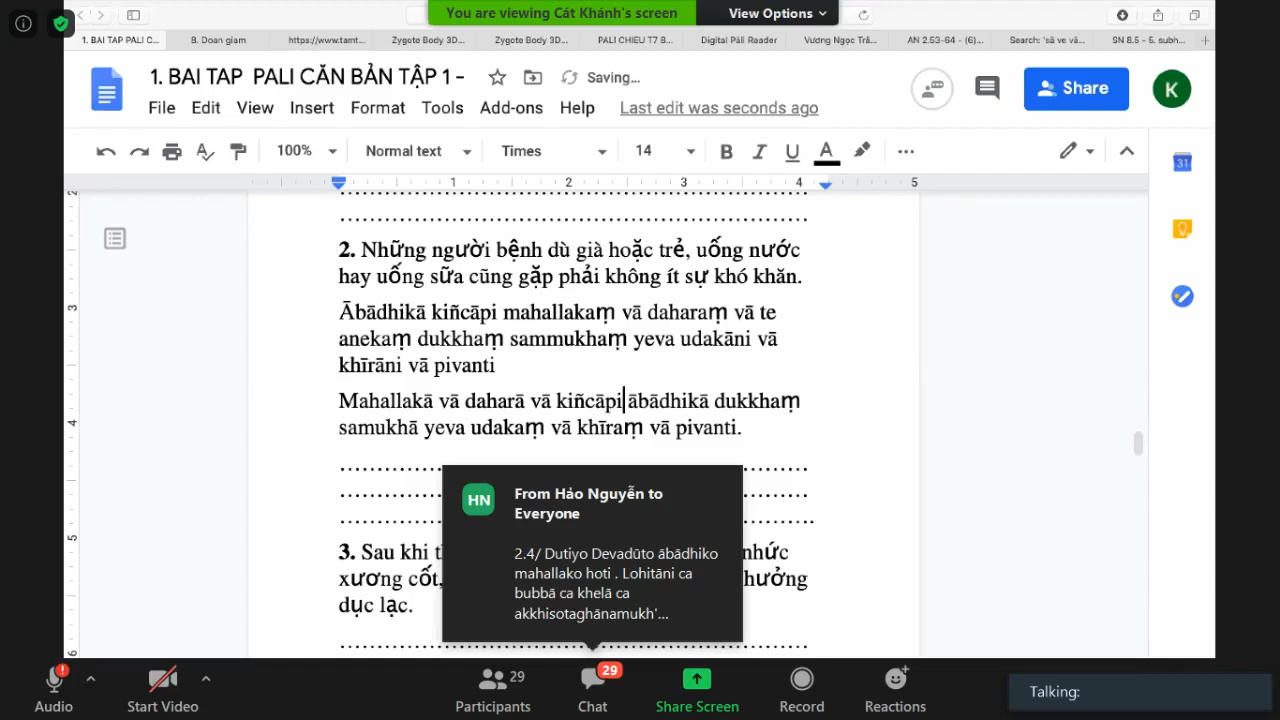 You are viewing Cát Khánh's screen
View Options
1. BAI TAP PALI C...
8. Doan giam
https://www.tamt...
Zygote Body 3D...
Zygote Body 3D...
PALI CHIEU T7 B...
Digital Pāli Reader
Vương Ngọc Trâ...
AN 2.53-64 - (6)...
Search: 'sā ve vā...
SN 8.5 - 5. subh...
1. BAI TAP PALI CĂN BẢN TẬP 1 -
Saving...
Share
K
File Edit View Insert Format Tools Add-ons Help Last edit was seconds ago
100% Normal text Times 14 B I U A
1 2 3 4 5
31
2. Những người bệnh dù già hoặc trẻ, uống nước
hay uống sữa cũng gặp phải không ít sự khó khăn.
Ābādhikā kiñcāpi mahallakaṃ vā daharaṃ vā te
anekaṃ dukkhaṃ sammukhaṃ yeva udakāni vā
khīrāni vā pivanti
Mahallakā vā daharā vā kiñcāpi ābādhikā dukkhaṃ
samukhā yeva udakaṃ vā khīraṃ vā pivanti.
HN
From Hảo Nguyễn to
Everyone
2.4/ Dutiyo Devadūto ābādhiko
mahallako hoti . Lohitāni ca
bubbā ca khelā ca
akkhisotaghānamukh'...
3. Sau khi t nhức
xương cốt, hưởng
dục lạc.
Audio
Start Video
Participants
29
Chat
29
Share Screen
Record
Reactions
Talking: